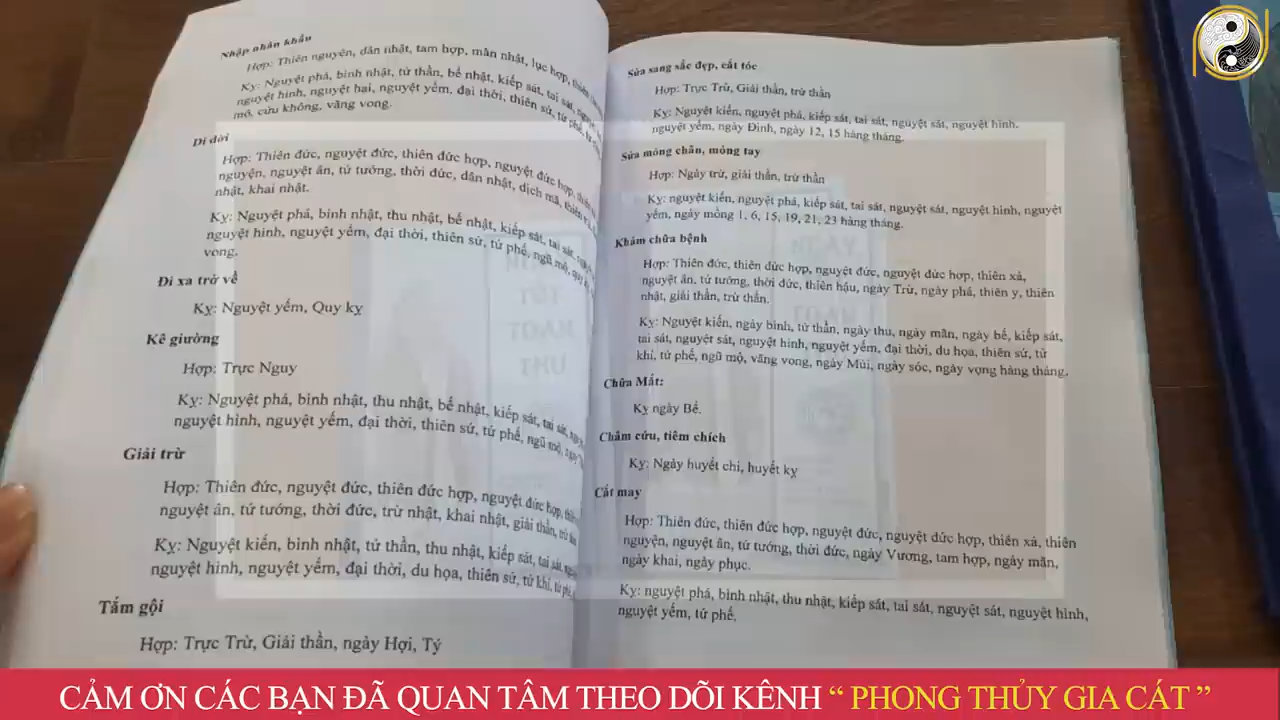 Nhập nhân khẩu
Hợp: Thiên nguyện, dân nhật, tam hợp, mãn nhật, lục hợp,
Kỵ: Nguyệt phá, bình nhật, tử thần, bế nhật, kiếp sát, tai sát,
nguyệt hình, nguyệt hại, nguyệt yếm, đại thời, thiên sứ, tứ phế,
mộ, cửu không, vãng vong.
Di dời
Hợp: Thiên đức, nguyệt đức, thiên đức hợp, nguyệt đức hợp,
nguyện, nguyệt ân, tứ tướng, thời đức, dân nhật, dịch mã,
nhật, khai nhật.
Kỵ: Nguyệt phá, bình nhật, thu nhật, bế nhật, kiếp sát, tai sát,
nguyệt hình, nguyệt yếm, đại thời, thiên sứ, tứ phế, ngũ mộ,
vong.
Đi xa trở về
Kỵ: Nguyệt yếm, Quy kỵ
Kê giường
Hợp: Trực Nguy
Kỵ: Nguyệt phá, bình nhật, thu nhật, bế nhật, kiếp sát, tai sát,
nguyệt hình, nguyệt yếm, đại thời, thiên sứ, tứ phế, ngũ mộ,
Giải trừ
Hợp: Thiên đức, nguyệt đức, thiên đức hợp, nguyệt đức hợp,
nguyệt ân, tứ tướng, thời đức, trừ nhật, khai nhật, giải thần,
Kỵ: Nguyệt kiến, bình nhật, tử thần, thu nhật, kiếp sát, tai sát,
nguyệt hình, nguyệt yếm, đại thời, du họa, thiên sứ, tử khí,
Tắm gội
Hợp: Trực Trừ, Giải thần, ngày Hợi, Tý
Sửa sang sắc đẹp, cắt tóc
Hợp: Trực Trừ, Giải thần, trừ thần
Kỵ: Nguyệt kiến, nguyệt phá, kiếp sát, tai sát, nguyệt sát, nguyệt hình,
nguyệt yếm, ngày Đinh, ngày 12, 15 hàng tháng.
Sửa móng chân, móng tay
Hợp: Ngày trừ, giải thần, trừ thần
Kỵ: nguyệt kiến, nguyệt phá, kiếp sát, tai sát, nguyệt sát, nguyệt hình, nguyệt
yếm, ngày mồng 1, 6, 15, 19, 21, 23 hàng tháng.
Khám chữa bệnh
Hợp: Thiên đức, thiên đức hợp, nguyệt đức, nguyệt đức hợp, thiên xá,
nguyệt ân, tứ tướng, thời đức, thiên hậu, ngày Trừ, ngày phá, thiên y, thiên
nhật, giải thần, trừ thần.
Kỵ: Nguyệt kiến, ngày bình, tử thần, ngày thu, ngày mãn, ngày bế, kiếp sát,
tai sát, nguyệt sát, nguyệt hình, nguyệt yếm, đại thời, du họa, thiên sứ, tử
khí, tứ phế, ngũ mộ, vãng vong, ngày Mùi, ngày sóc, ngày vọng hàng tháng.
Chữa Mắt:
Kỵ ngày Bế.
Châm cứu, tiêm chích
Kỵ: Ngày huyết chi, huyết kỵ
Cắt may
Hợp: Thiên đức, thiên đức hợp, nguyệt đức, nguyệt đức hợp, thiên xá, thiên
nguyện, nguyệt ân, tứ tướng, thời đức, ngày Vương, tam hợp, ngày mãn,
ngày khai, ngày phục.
Kỵ: nguyệt phá, bình nhật, thu nhật, kiếp sát, tai sát, nguyệt sát, nguyệt hình,
nguyệt yếm, tứ phế.
CẢM ƠN CÁC BẠN ĐÃ QUAN TÂM THEO DÕI KÊNH “ PHONG THỦY GIA CÁT ”